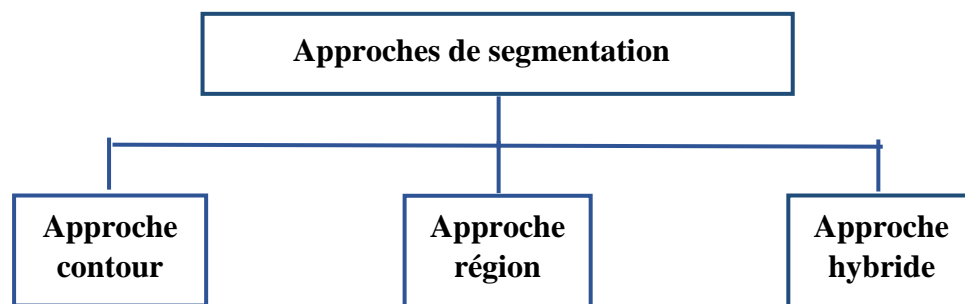 Approches de segmentation
Approche
contour
Approche
région
Approche
hybride